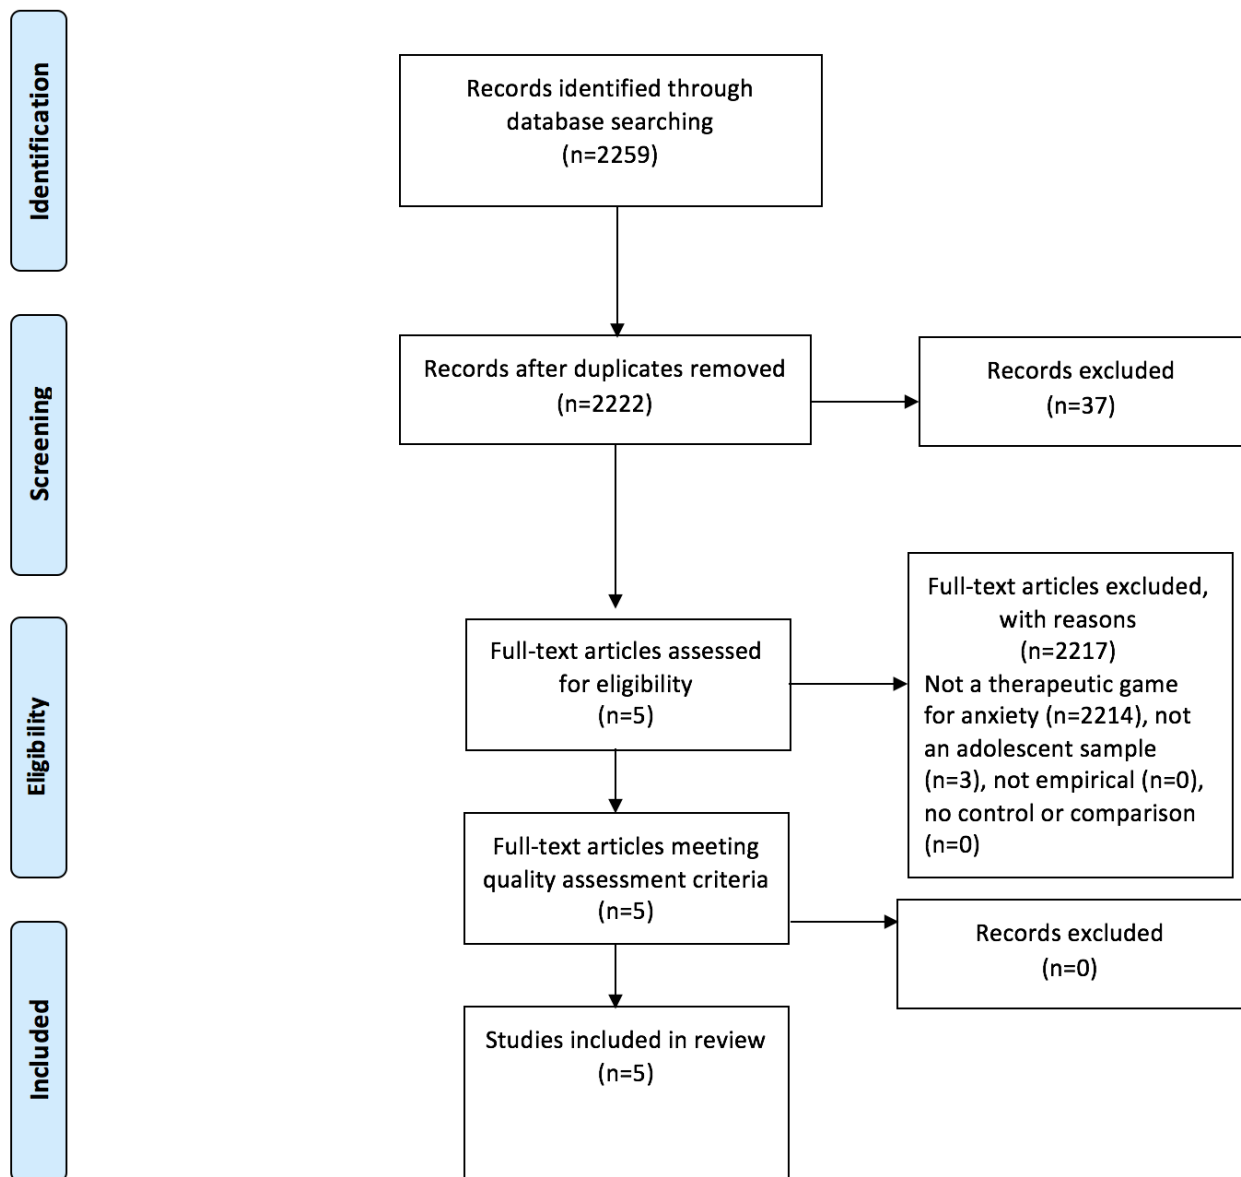 Identification
Records identified through
database searching
(n=2259)
Screening
Records after duplicates removed
(n=2222)
Records excluded
(n=37)
Eligibility
Full-text articles assessed
for eligibility
(n=5)
Full-text articles excluded,
with reasons
(n=2217)
Not a therapeutic game
for anxiety (n=2214), not
an adolescent sample
(n=3), not empirical (n=0),
no control or comparison
(n=0)
Full-text articles meeting
quality assessment criteria
(n=5)
Records excluded
(n=0)
Included
Studies included in review
(n=5)